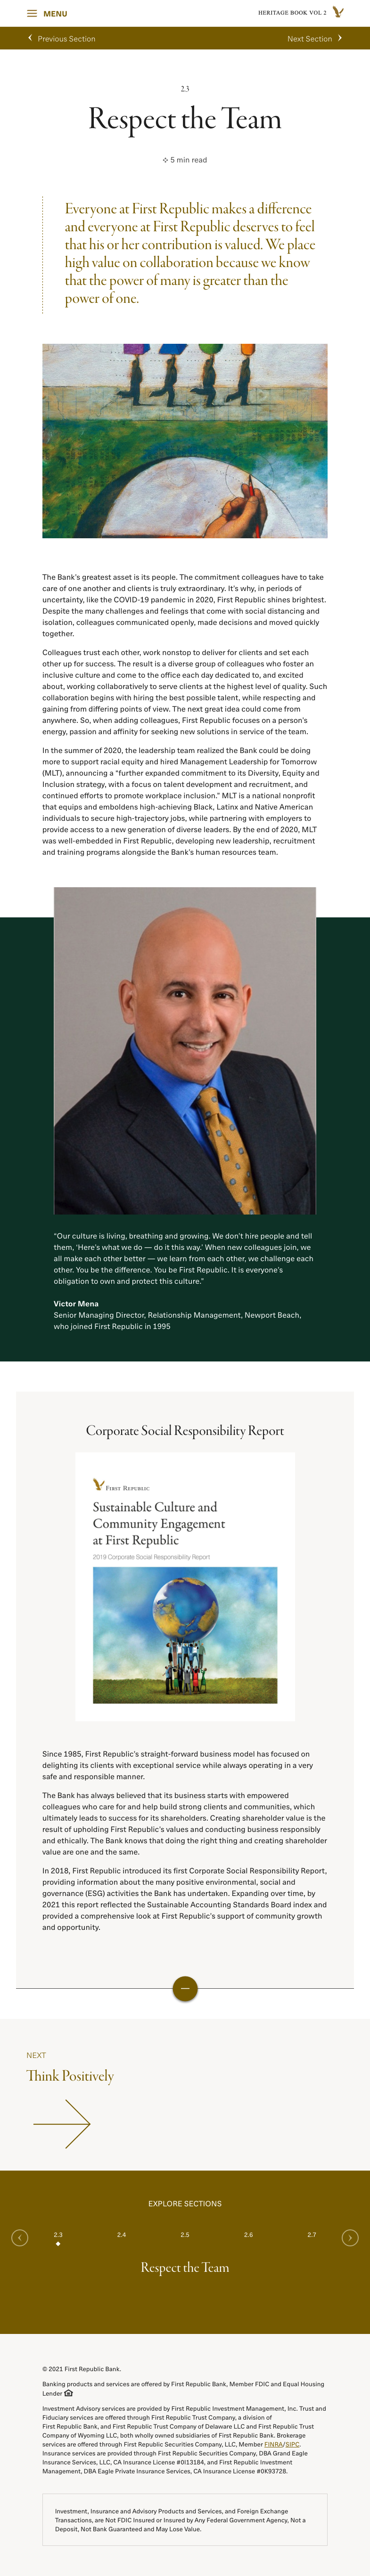 MENU
HERITAGE BOOK VOL 2
Previous Section
Next Section
2.3
Respect the Team
5 min read
Everyone at First Republic makes a difference
and everyone at First Republic deserves to feel
that his or her contribution is valued. We place
high value on collaboration because we know
that the power of many is greater than the
power of one.
The Bank's greatest asset is its people. The commitment colleagues have to take
care of one another and clients is truly extraordinary. It's why, in periods of
uncertainty, like the COVID-19 pandemic in 2020, First Republic shines brightest.
Despite the many challenges and feelings that come with social distancing and
isolation, colleagues communicated openly, made decisions and moved quickly
together.
Colleagues trust each other, work nonstop to deliver for clients and set each
other up for success. The result is a diverse group of colleagues who foster an
inclusive culture and come to the office each day dedicated to, and excited
about, working collaboratively to serve clients at the highest level of quality. Such
collaboration begins with hiring the best possible talent, while respecting and
gaining from differing points of view. The next great idea could come from
anywhere. So, when adding colleagues, First Republic focuses on a person's
energy, passion and affinity for seeking new solutions in service of the team.
In the summer of 2020, the leadership team realized the Bank could be doing
more to support racial equity and hired Management Leadership for Tomorrow
(MLT), announcing a "further expanded commitment to its Diversity, Equity and
Inclusion strategy, with a focus on talent development and recruitment, and
continued efforts to promote workplace inclusion." MLT is a national nonprofit
that equips and emboldens high-achieving Black, Latinx and Native American
individuals to secure high-trajectory jobs, while partnering with employers to
provide access to a new generation of diverse leaders. By the end of 2020, MLT
was well-embedded in First Republic, developing new leadership, recruitment
and training programs alongside the Bank's human resources team.
"Our culture is living, breathing and growing. We don't hire people and tell
them, 'Here's what we do — do it this way.' When new colleagues join, we
all make each other better — we learn from each other, we challenge each
other. You be the difference. You be First Republic. It is everyone's
obligation to own and protect this culture."
Victor Mena
Senior Managing Director, Relationship Management, Newport Beach,
who joined First Republic in 1995
Corporate Social Responsibility Report
First Republic
Sustainable Culture and
Community Engagement
at First Republic
2019 Corporate Social Responsibility Report
Since 1985, First Republic's straight-forward business model has focused on
delighting its clients with exceptional service while always operating in a very
safe and responsible manner.
The Bank has always believed that its business starts with empowered
colleagues who care for and help build strong clients and communities, which
ultimately leads to success for its shareholders. Creating shareholder value is the
result of upholding First Republic's values and conducting business responsibly
and ethically. The Bank knows that doing the right thing and creating shareholder
value are one and the same.
In 2018, First Republic introduced its first Corporate Social Responsibility Report,
providing information about the many positive environmental, social and
governance (ESG) activities the Bank has undertaken. Expanding over time, by
2021 this report reflected the Sustainable Accounting Standards Board index and
provided a comprehensive look at First Republic's support of community growth
and opportunity.
NEXT
Think Positively
EXPLORE SECTIONS
2.3
2.4
2.5
2.6
2.7
Respect the Team
© 2021 First Republic Bank.
Banking products and services are offered by First Republic Bank, Member FDIC and Equal Housing
Lender
Investment Advisory services are provided by First Republic Investment Management, Inc. Trust and
Fiduciary services are offered through First Republic Trust Company, a division of
First Republic Bank, and First Republic Trust Company of Delaware LLC and First Republic Trust
Company of Wyoming LLC, both wholly owned subsidiaries of First Republic Bank. Brokerage
services are offered through First Republic Securities Company, LLC, Member FINRA/SIPC.
Insurance services are provided through First Republic Securities Company, DBA Grand Eagle
Insurance Services, LLC, CA Insurance License #0I13184, and First Republic Investment
Management, DBA Eagle Private Insurance Services, CA Insurance License #0K93728.
Investment, Insurance and Advisory Products and Services, and Foreign Exchange
Transactions, are Not FDIC Insured or Insured by Any Federal Government Agency, Not a
Deposit, Not Bank Guaranteed and May Lose Value.